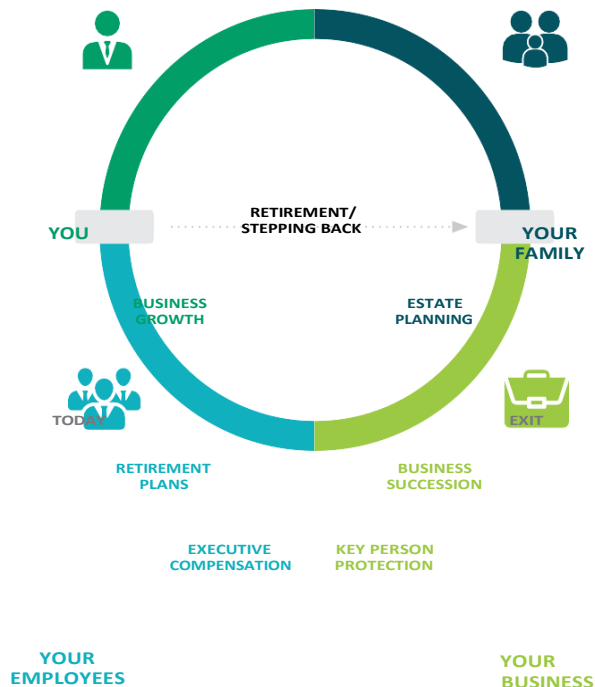 RETIREMENT/
STEPPING BACK
YOU
YOUR
FAMILY
BUSINESS
GROWTH
ESTATE
PLANNING
TODAY
EXIT
RETIREMENT
PLANS
BUSINESS
SUCCESSION
EXECUTIVE
COMPENSATION
KEY PERSON
PROTECTION
YOUR
EMPLOYEES
YOUR
BUSINESS